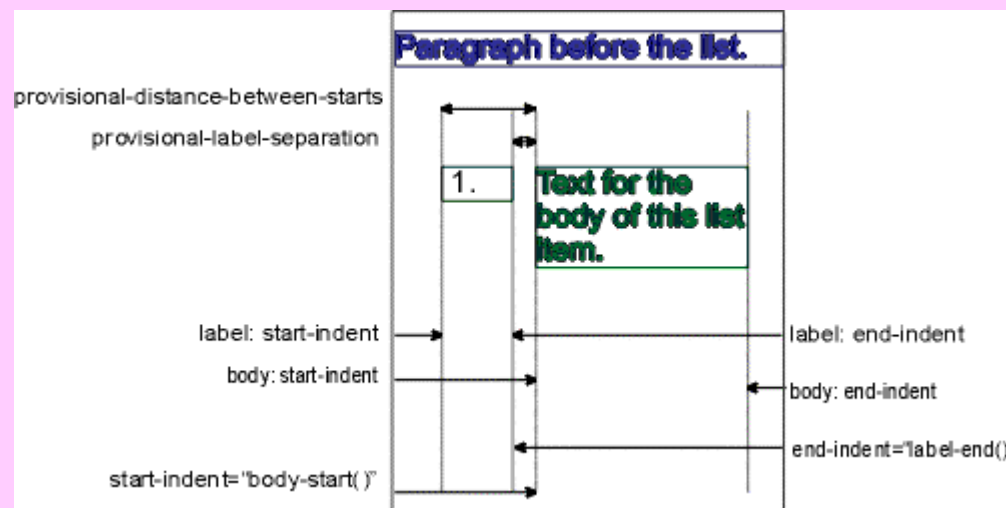 Paragraph before the list.
provisional-distance-between-starts
provisional-label-separation
1.
Text for the
body of this list
item.
label: start-indent
label: end-indent
body: start-indent
body: end-indent
end-indent="label-end()
start-indent="body-start( )"